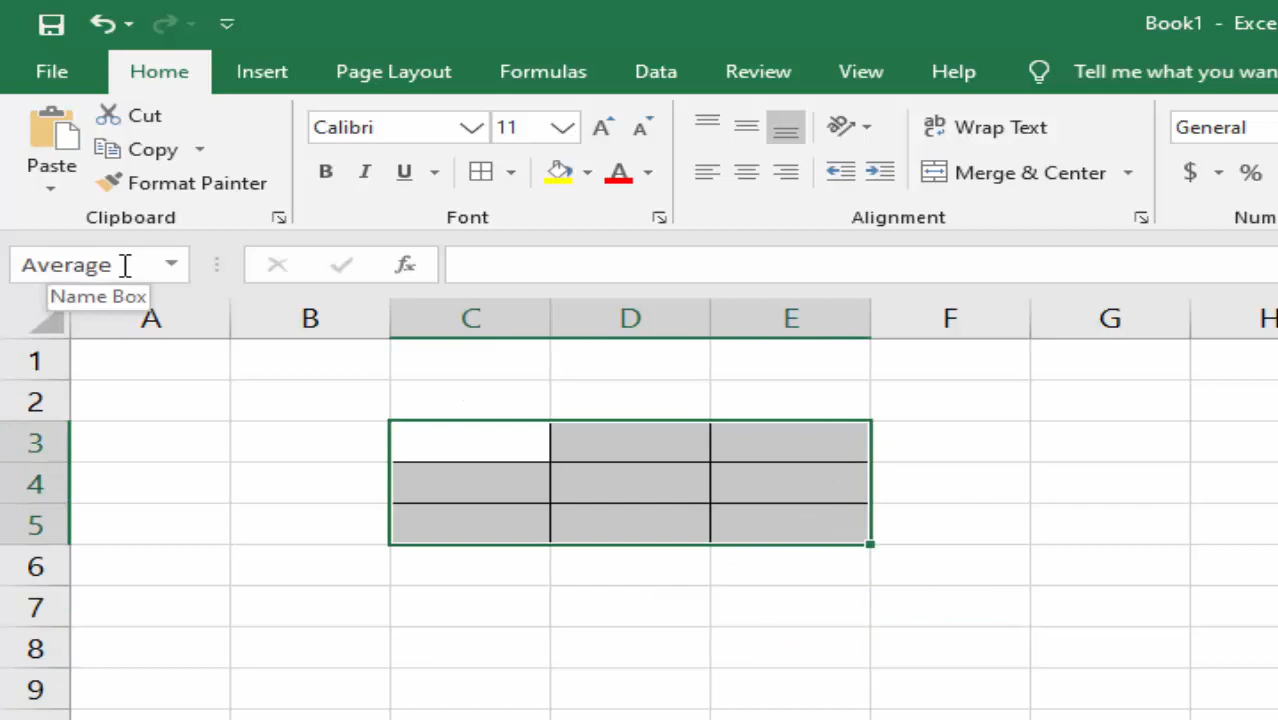 Book1 - Exce
File Home Insert Page Layout Formulas Data Review View Help Tell me what you wan
Paste
Cut
Copy
Format Painter
Clipboard
Calibri 11 A A
B I U A
Font
ab c Wrap Text
Merge & Center
Alignment
General
$ %
Num
Average fx
Name Box
A B C D E F G H
1
2
3
4
5
6
7
8
9